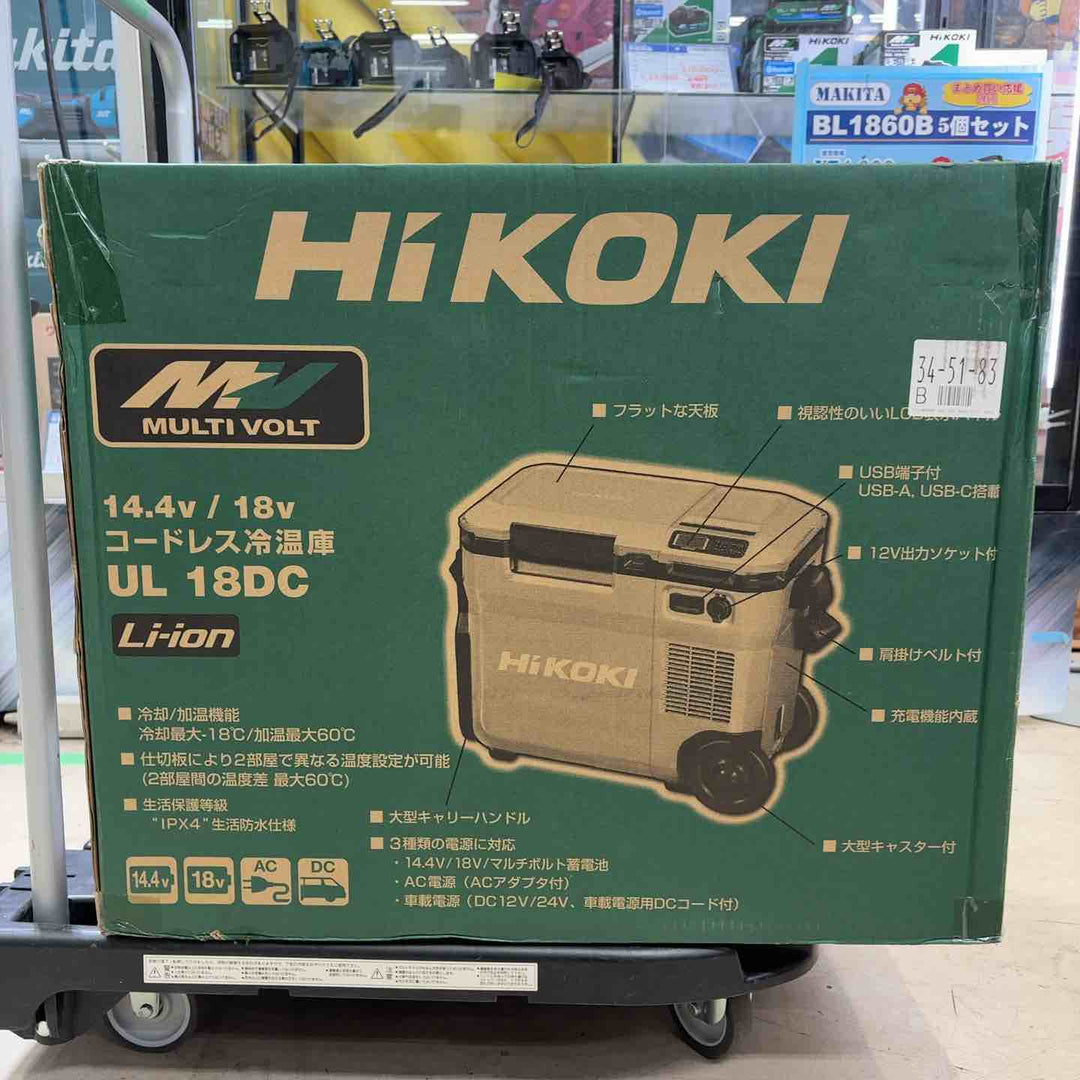 HiKOKI
HiKOKI
MAKITA
BL1860B 5個セット
HiKOKI
34-51-83
B
MULTI VOLT
14.4v / 18v
コードレス冷温庫
UL 18DC
Li-ion
フラットな天板
視認性のいいLCD
USB端子付
USB-A, USB-C搭載
12V出力ソケット付
肩掛けベルト付
充電機能内蔵
大型キャスター付
HiKOKI
冷却/加温機能
冷却最大-18℃/加温最大60℃
仕切板により2部屋で異なる温度設定が可能
(2部屋間の温度差 最大60℃)
生活保護等級
"IPX4"生活防水仕様
大型キャリーハンドル
3種類の電源に対応
・14.4V/18V/マルチボルト蓄電池
・AC電源（ACアダプタ付）
・車載電源（DC12V/24V、車載電源用DCコード付）
14.4v
18v
AC
DC